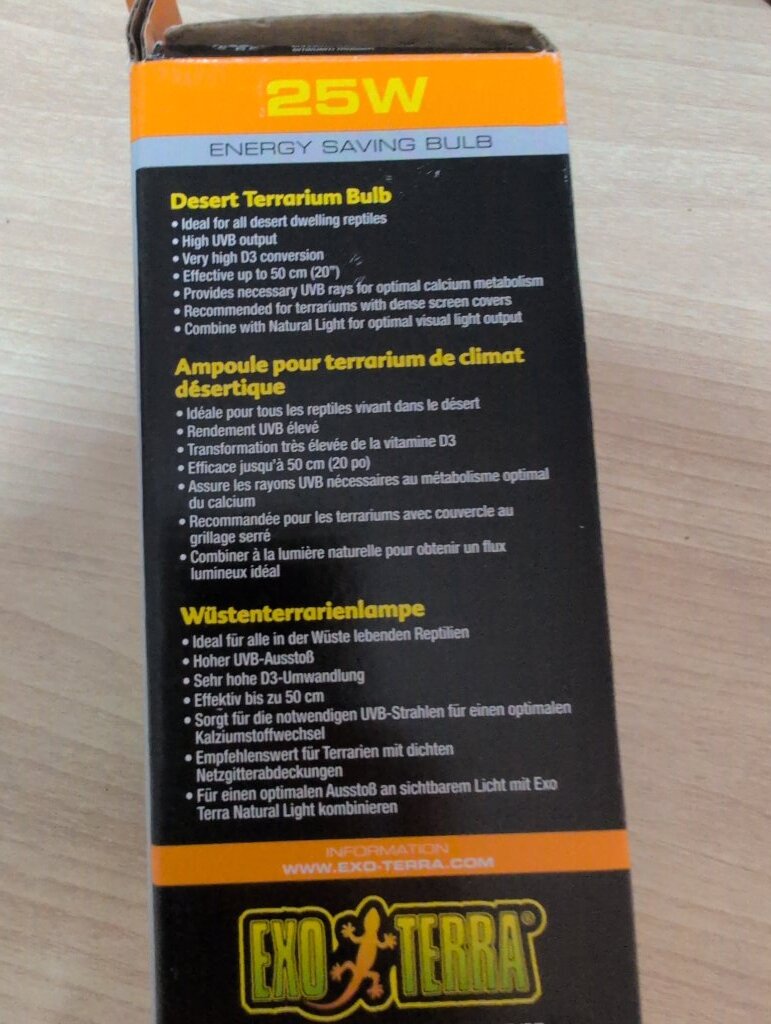 25W
ENERGY SAVING BULB
Desert Terrarium Bulb
• Ideal for all desert dwelling reptiles
• High UVB output
• Very high D3 conversion
• Effective up to 50 cm (20")
• Provides necessary UVB rays for optimal calcium metabolism
• Recommended for terrariums with dense screen covers
• Combine with Natural Light for optimal visual light output
Ampoule pour terrarium de climat
désertique
• Idéale pour tous les reptiles vivant dans le désert
• Rendement UVB élevé
• Transformation très élevée de la vitamine D3
• Efficace jusqu'à 50 cm (20 po)
• Assure les rayons UVB nécessaires au métabolisme optimal
du calcium
• Recommandée pour les terrariums avec couvercle au
grillage serré
• Combiner à la lumière naturelle pour obtenir un flux
lumineux idéal
Wüstenterrarienlampe
• Ideal für alle in der Wüste lebenden Reptilien
• Hoher UVB-Ausstoß
• Sehr hohe D3-Umwandlung
• Effektiv bis zu 50 cm
• Sorgt für die notwendigen UVB-Strahlen für einen optimalen
Kalziumstoffwechsel
• Empfehlenswert für Terrarien mit dichten
Netzgitterabdeckungen
• Für einen optimalen Ausstoß an sichtbarem Licht mit Exo
Terra Natural Light kombinieren
INFORMATION
WWW.EXO-TERRA.COM
EXO TERRA®